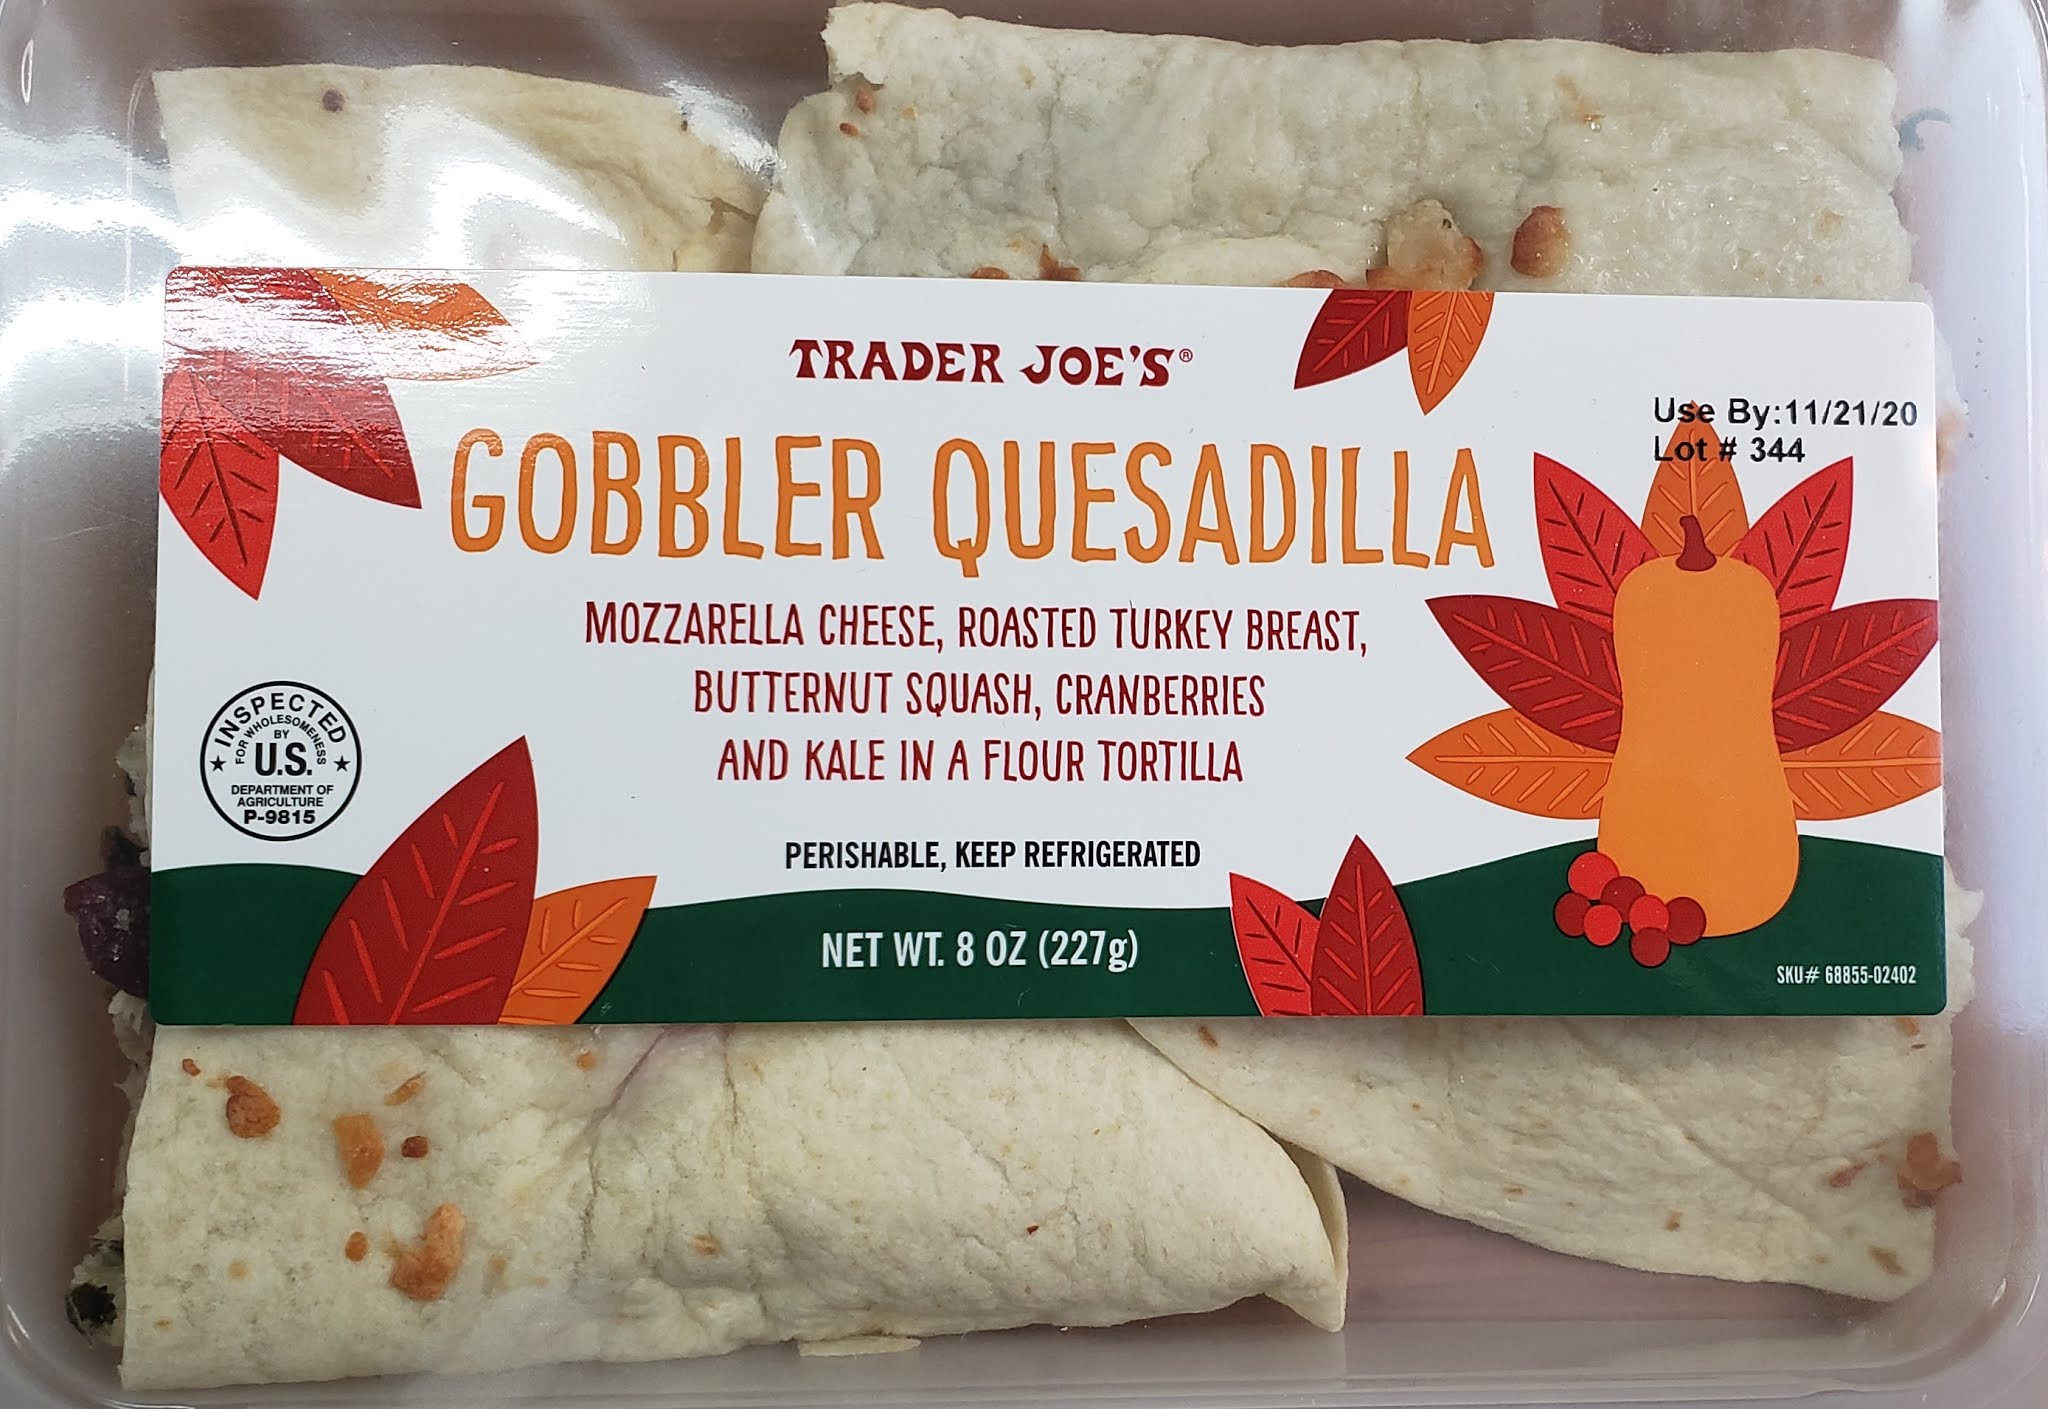 TRADER JOE'S®
GOBBLER QUESADILLA
MOZZARELLA CHEESE, ROASTED TURKEY BREAST,
BUTTERNUT SQUASH, CRANBERRIES
AND KALE IN A FLOUR TORTILLA
PERISHABLE, KEEP REFRIGERATED
NET WT. 8 OZ (227g)
Use By:11/21/20
Lot # 344
INSPECTED
FOR WHOLESOMENESS
BY
U.S.
DEPARTMENT OF
AGRICULTURE
P-9815
SKU# 68855-02402